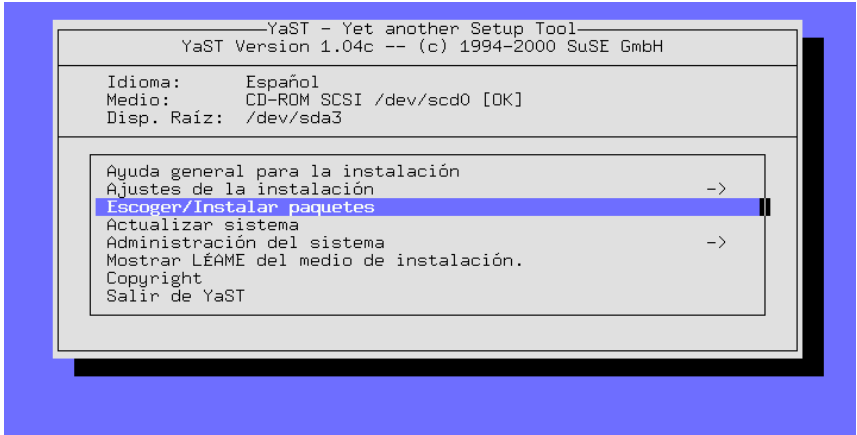 YaST - Yet another Setup Tool
YaST Version 1.04c -- (c) 1994-2000 SuSE GmbH
Idioma: Español
Medio: CD-ROM SCSI /dev/scd0 [OK]
Disp. Raíz: /dev/sda3
Ayuda general para la instalación
Ajustes de la instalación ->
Escoger/Instalar paquetes
Actualizar sistema
Administración del sistema ->
Mostrar LÉAME del medio de instalación.
Copyright
Salir de YaST